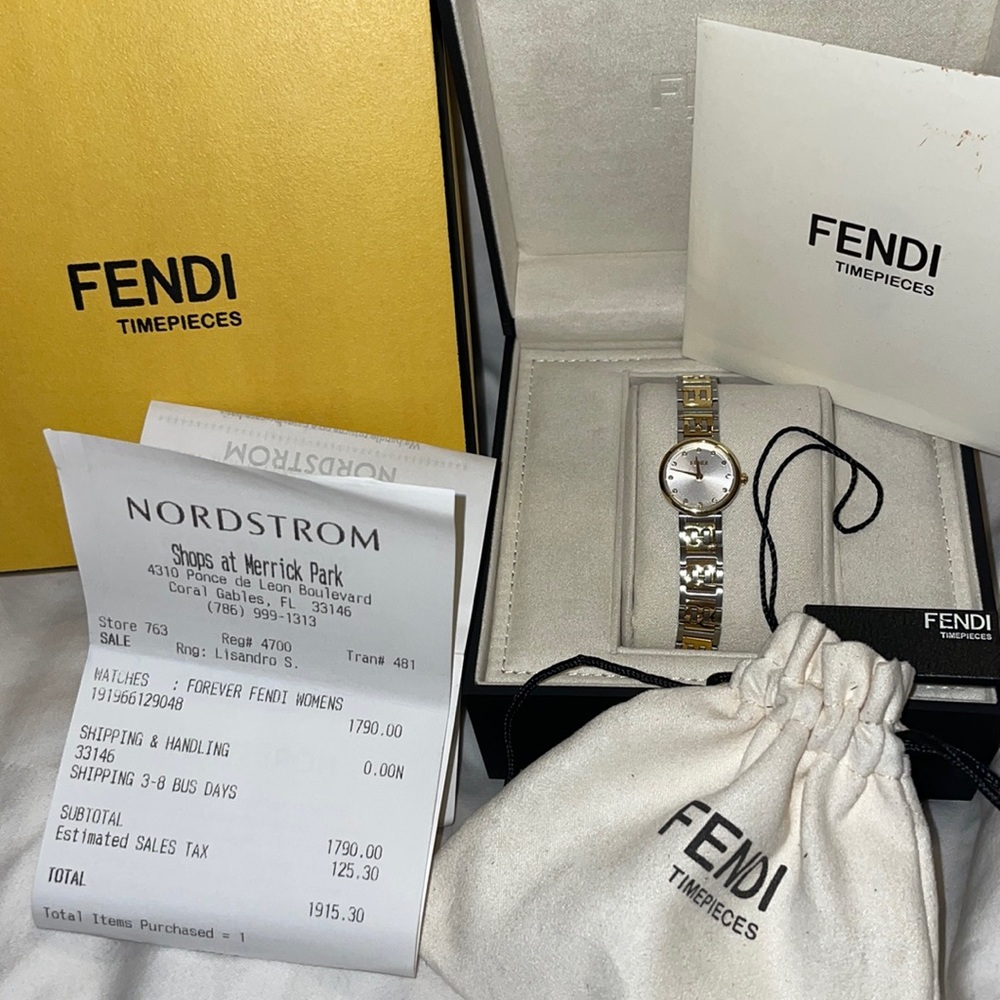 FENDI
TIMEPIECES
FENDI
TIMEPIECES
NORDSTROM
NORDSTROM
Shops at Merrick Park
4310 Ponce de Leon Boulevard
Coral Gables, FL 33146
(786) 999-1313
Store 763 Reg# 4700 Tran# 481
SALE Rng: Lisandro S.
WATCHES : FOREVER FENDI WOMENS
191966129048 1790.00
SHIPPING & HANDLING
33146 0.00N
SHIPPING 3-8 BUS DAYS
SUBTOTAL 1790.00
Estimated SALES TAX 125.30
TOTAL 1915.30
Total Items Purchased = 1
FENDI
FENDI
TIMEPIECES
FENDI
TIMEPIECES